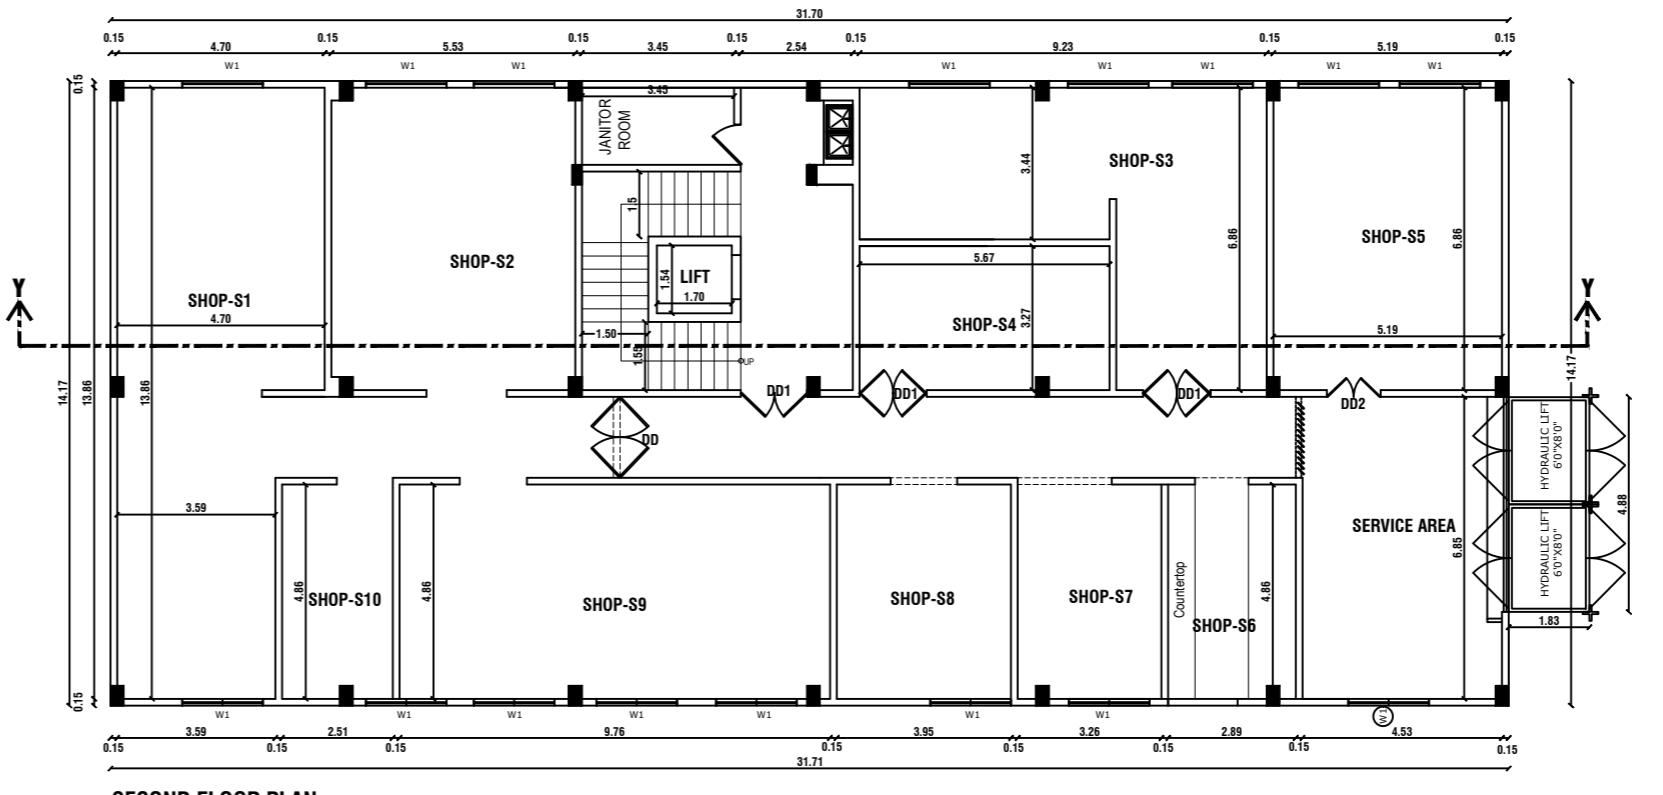 31.70
0.15 0.15 0.15 0.15 0.15 0.15 0.15
4.70 5.53 3.45 2.54 9.23 5.19
W1 W1 W1 W1 W1 W1 W1 W1
0.15
3.45
JANITOR
ROOM
SHOP-S3
3.44
1.5
SHOP-S5
6.86
6.86
SHOP-S2
5.67
LIFT
1.54
1.70
Y
Y
SHOP-S1
4.70
SHOP-S4
3.27
1.50
1.55
5.19
UP
14.17
13.86
13.86
14.17
DD1
DD1
DD1
DD2
DD
HYDRAULIC LIFT
6'0"X8'0"
HYDRAULIC LIFT
6'0"X8'0"
4.88
3.59
SERVICE AREA
6.85
4.86
SHOP-S10
4.86
SHOP-S9
SHOP-S8
SHOP-S7
Countertop
SHOP-S6
4.86
1.83
0.15
W1 W1 W1 W1 W1 W1 W1 W1
3.59 2.51 9.76 3.95 3.26 2.89 4.53
0.15 0.15 0.15 0.15 0.15 0.15 0.15 0.15
31.71
SECOND FLOOR PLAN